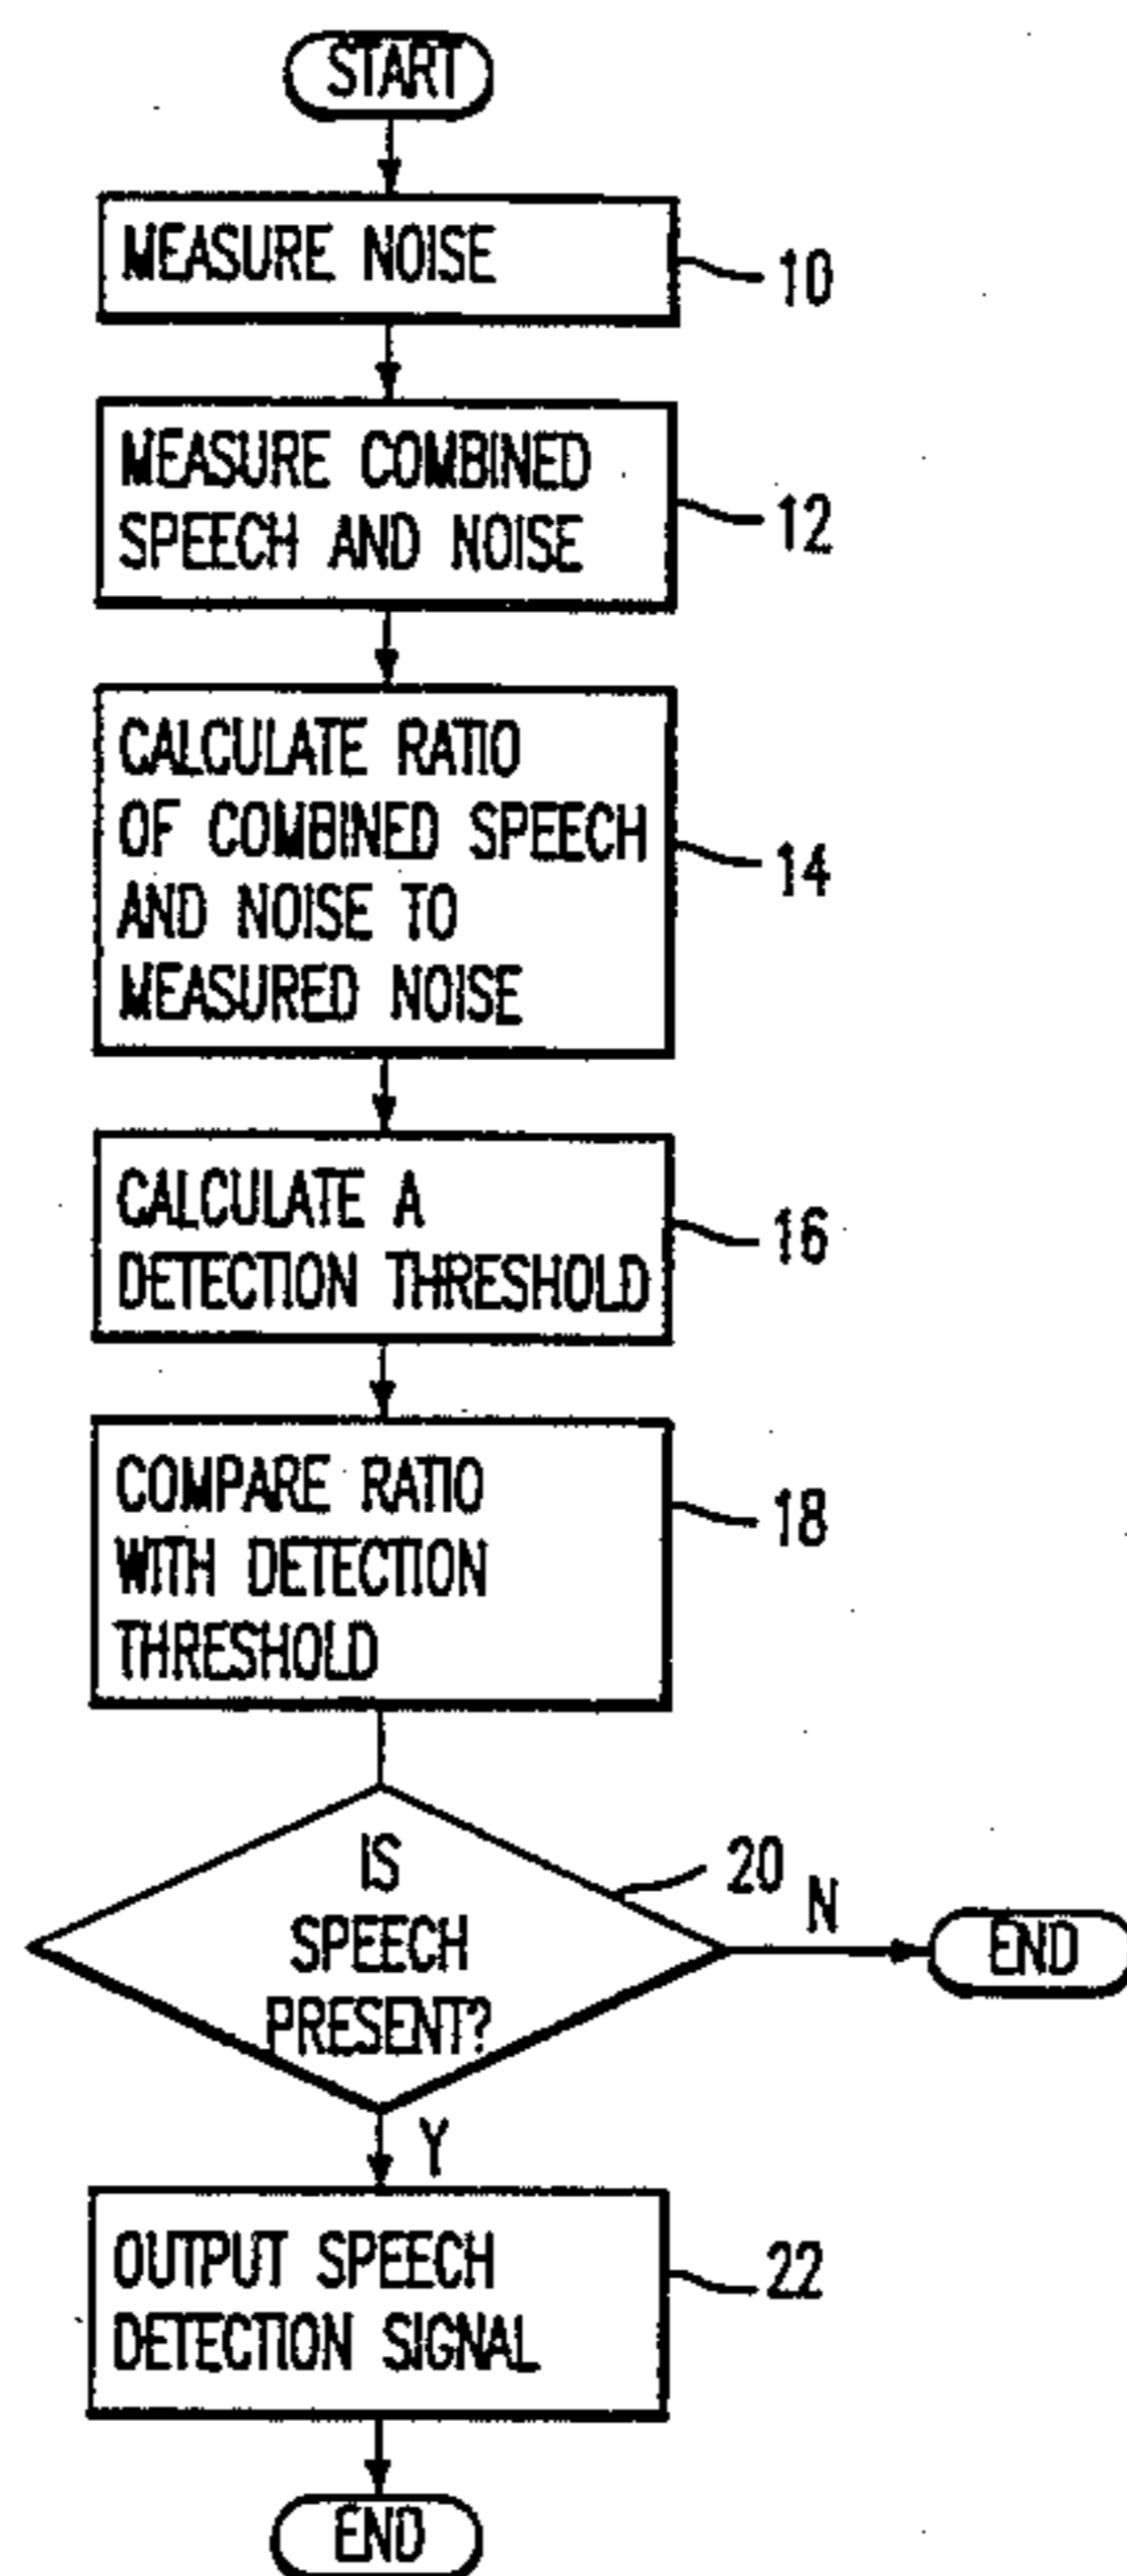 START
MEASURE NOISE
10
MEASURE COMBINED
SPEECH AND NOISE
12
CALCULATE RATIO
OF COMBINED SPEECH
AND NOISE TO
MEASURED NOISE
14
CALCULATE A
DETECTION THRESHOLD
16
COMPARE RATIO
WITH DETECTION
THRESHOLD
18
IS
SPEECH
PRESENT?
20
N
END
Y
OUTPUT SPEECH
DETECTION SIGNAL
22
END